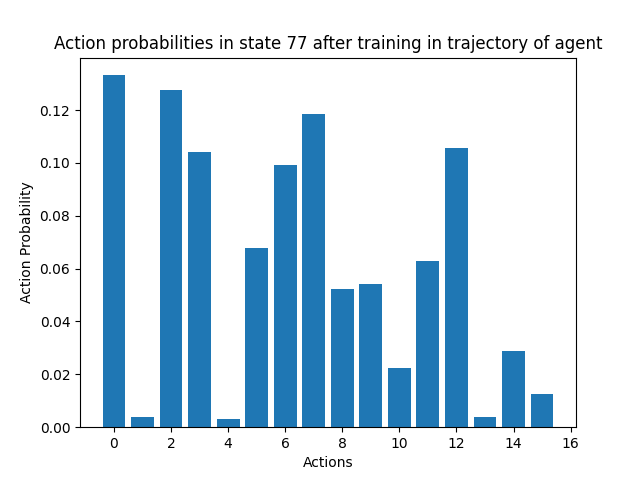 Action probabilities in state 77 after training in trajectory of agent
0.12
0.10
0.08
0.06
0.04
0.02
0.00
Action Probability
0 2 4 6 8 10 12 14 16
Actions